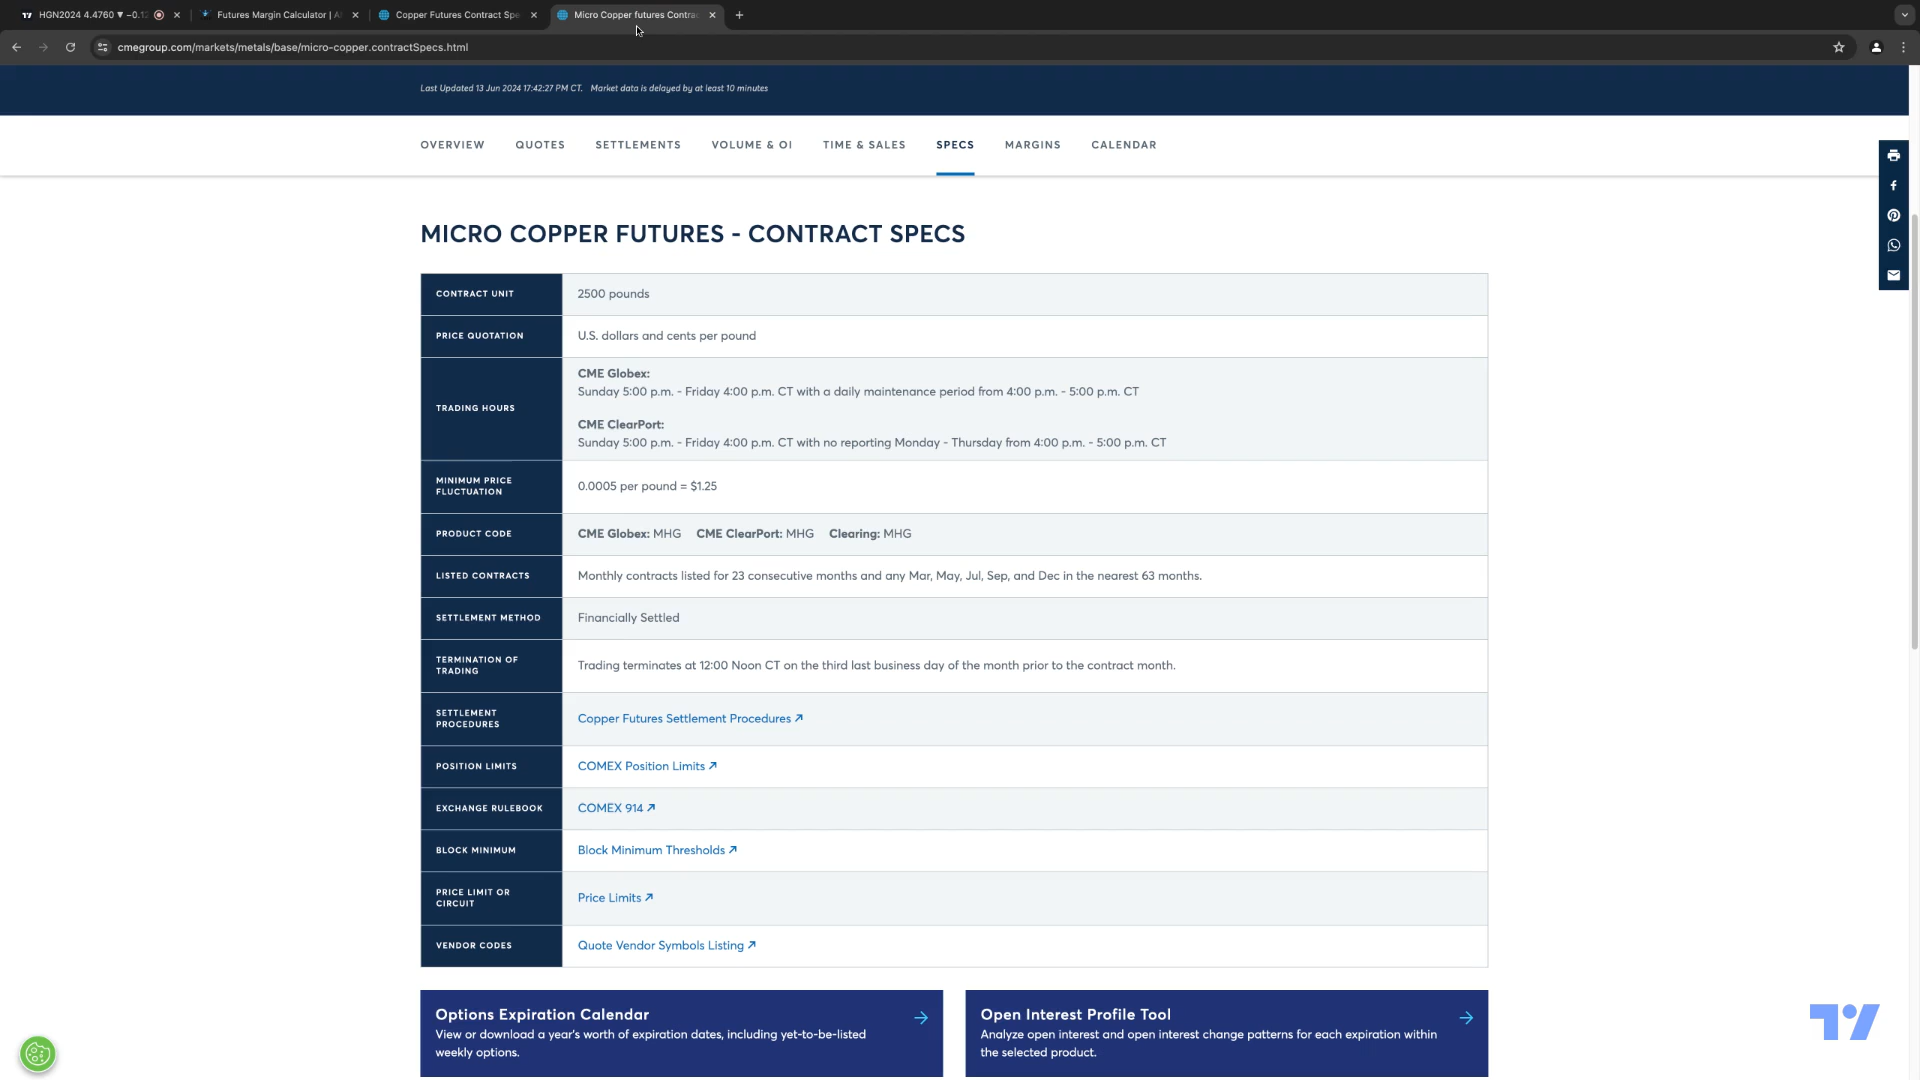 HGN2024 4.4760 ▼ −0.1
Futures Margin Calculator | A
Copper Futures Contract Spe
Micro Copper futures Contra
cmegroup.com/markets/metals/base/micro-copper.contractSpecs.html
Last Updated 13 Jun 2024 17:42:27 PM CT. Market data is delayed by at least 10 minutes
OVERVIEW QUOTES SETTLEMENTS VOLUME & OI TIME & SALES SPECS MARGINS CALENDAR
MICRO COPPER FUTURES - CONTRACT SPECS
CONTRACT UNIT
2500 pounds
PRICE QUOTATION
U.S. dollars and cents per pound
TRADING HOURS
CME Globex:
Sunday 5:00 p.m. - Friday 4:00 p.m. CT with a daily maintenance period from 4:00 p.m. - 5:00 p.m. CT
CME ClearPort:
Sunday 5:00 p.m. - Friday 4:00 p.m. CT with no reporting Monday - Thursday from 4:00 p.m. - 5:00 p.m. CT
MINIMUM PRICE
FLUCTUATION
0.0005 per pound = $1.25
PRODUCT CODE
CME Globex: MHG CME ClearPort: MHG Clearing: MHG
LISTED CONTRACTS
Monthly contracts listed for 23 consecutive months and any Mar, May, Jul, Sep, and Dec in the nearest 63 months.
SETTLEMENT METHOD
Financially Settled
TERMINATION OF
TRADING
Trading terminates at 12:00 Noon CT on the third last business day of the month prior to the contract month.
SETTLEMENT
PROCEDURES
Copper Futures Settlement Procedures
POSITION LIMITS
COMEX Position Limits
EXCHANGE RULEBOOK
COMEX 914
BLOCK MINIMUM
Block Minimum Thresholds
PRICE LIMIT OR
CIRCUIT
Price Limits
VENDOR CODES
Quote Vendor Symbols Listing
Options Expiration Calendar
View or download a year's worth of expiration dates, including yet-to-be-listed
weekly options.
Open Interest Profile Tool
Analyze open interest and open interest change patterns for each expiration within
the selected product.